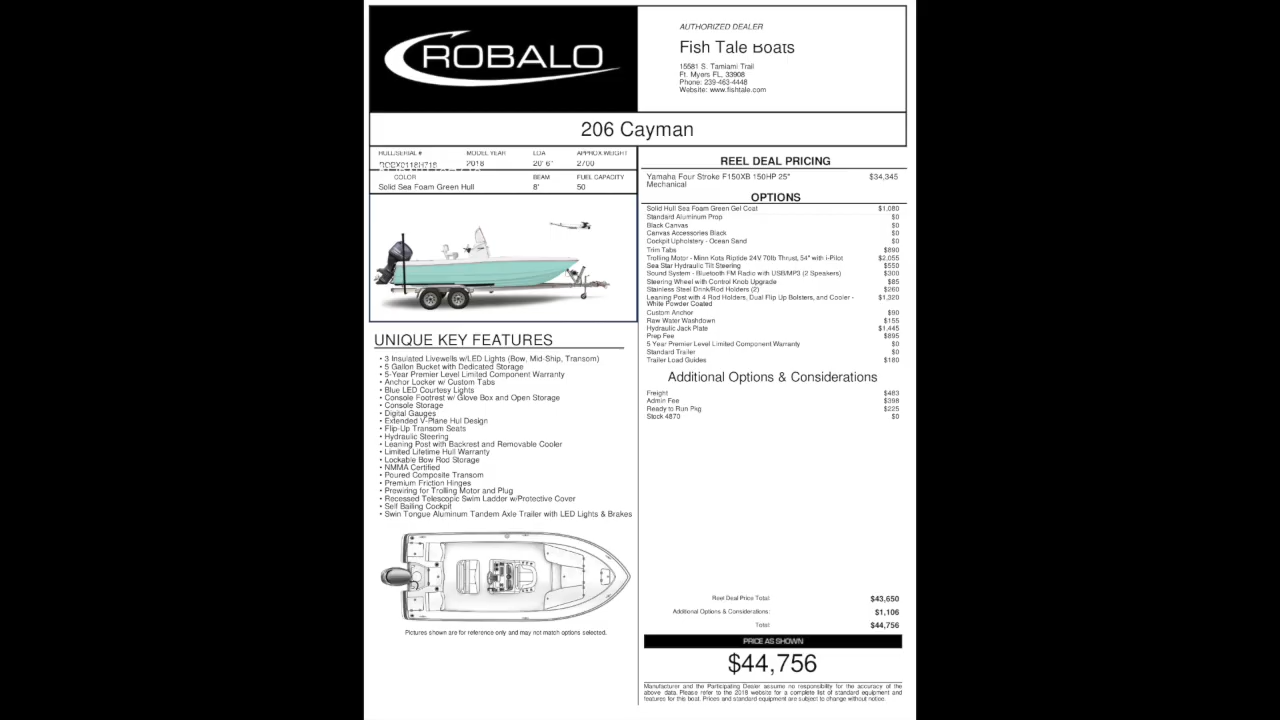 ROBALO
AUTHORIZED DEALER
Fish Tale Boats
15581 S. Tamiami Trail
Ft. Myers FL, 33908
Phone: 239-463-4448
Website: www.fishtale.com
206 Cayman
HULL/SERIAL # MODEL YEAR LOA APPROX.WEIGHT
2018 20' 6" 2700
COLOR BEAM FUEL CAPACITY
Solid Sea Foam Green Hull 8' 50
UNIQUE KEY FEATURES
• 3 Insulated Livewells w/LED Lights (Bow, Mid-Ship, Transom)
• 5 Gallon Bucket with Dedicated Storage
• 5-Year Premier Level Limited Component Warranty
• Anchor Locker w/ Custom Tabs
• Blue LED Courtesy Lights
• Console Footrest w/ Glove Box and Open Storage
• Console Storage
• Digital Gauges
• Extended V-Plane Hul Design
• Flip-Up Transom Seats
• Hydraulic Steering
• Leaning Post with Backrest and Removable Cooler
• Limited Lifetime Hull Warranty
• Lockable Bow Rod Storage
• NMMA Certified
• Poured Composite Transom
• Premium Friction Hinges
• Prewiring for Trolling Motor and Plug
• Recessed Telescopic Swim Ladder w/Protective Cover
• Self Bailing Cockpit
• Swin Tongue Aluminum Tandem Axle Trailer with LED Lights & Brakes
Pictures shown are for reference only and may not match options selected.
REEL DEAL PRICING
Yamaha Four Stroke F150XB 150HP 25" $34,345
Mechanical
OPTIONS
Solid Hull Sea Foam Green Gel Coat $1,080
Standard Aluminum Prop $0
Black Canvas $0
Canvas Accessories Black $0
Cockpit Upholstery - Ocean Sand $0
Trim Tabs $890
Trolling Motor - Minn Kota Riptide 24V 70lb Thrust, 54" with i-Pilot $2,055
Sea Star Hydraulic Tilt Steering $550
Sound System - Bluetooth FM Radio with USB/MP3 (2 Speakers) $300
Steering Wheel with Control Knob Upgrade $85
Stainless Steel Drink/Rod Holders (2) $260
Leaning Post with 4 Rod Holders, Dual Flip Up Bolsters, and Cooler - $1,320
White Powder Coated
Custom Anchor $90
Raw Water Washdown $155
Hydraulic Jack Plate $1,445
Prep Fee $895
5 Year Premier Level Limited Component Warranty $0
Standard Trailer $0
Trailer Load Guides $180
Additional Options & Considerations
Freight $483
Admin Fee $398
Ready to Run Pkg $225
Stock 4870 $0
Reel Deal Price Total: $43,650
Additional Options & Considerations: $1,106
Total: $44,756
PRICE AS SHOWN
$44,756
Manufacturer and the Participating Dealer assume no responsibility for the accuracy of the
above data. Please refer to the 2018 website for a complete list of standard equipment and
features for this boat. Prices and standard equipment are subject to change without notice.